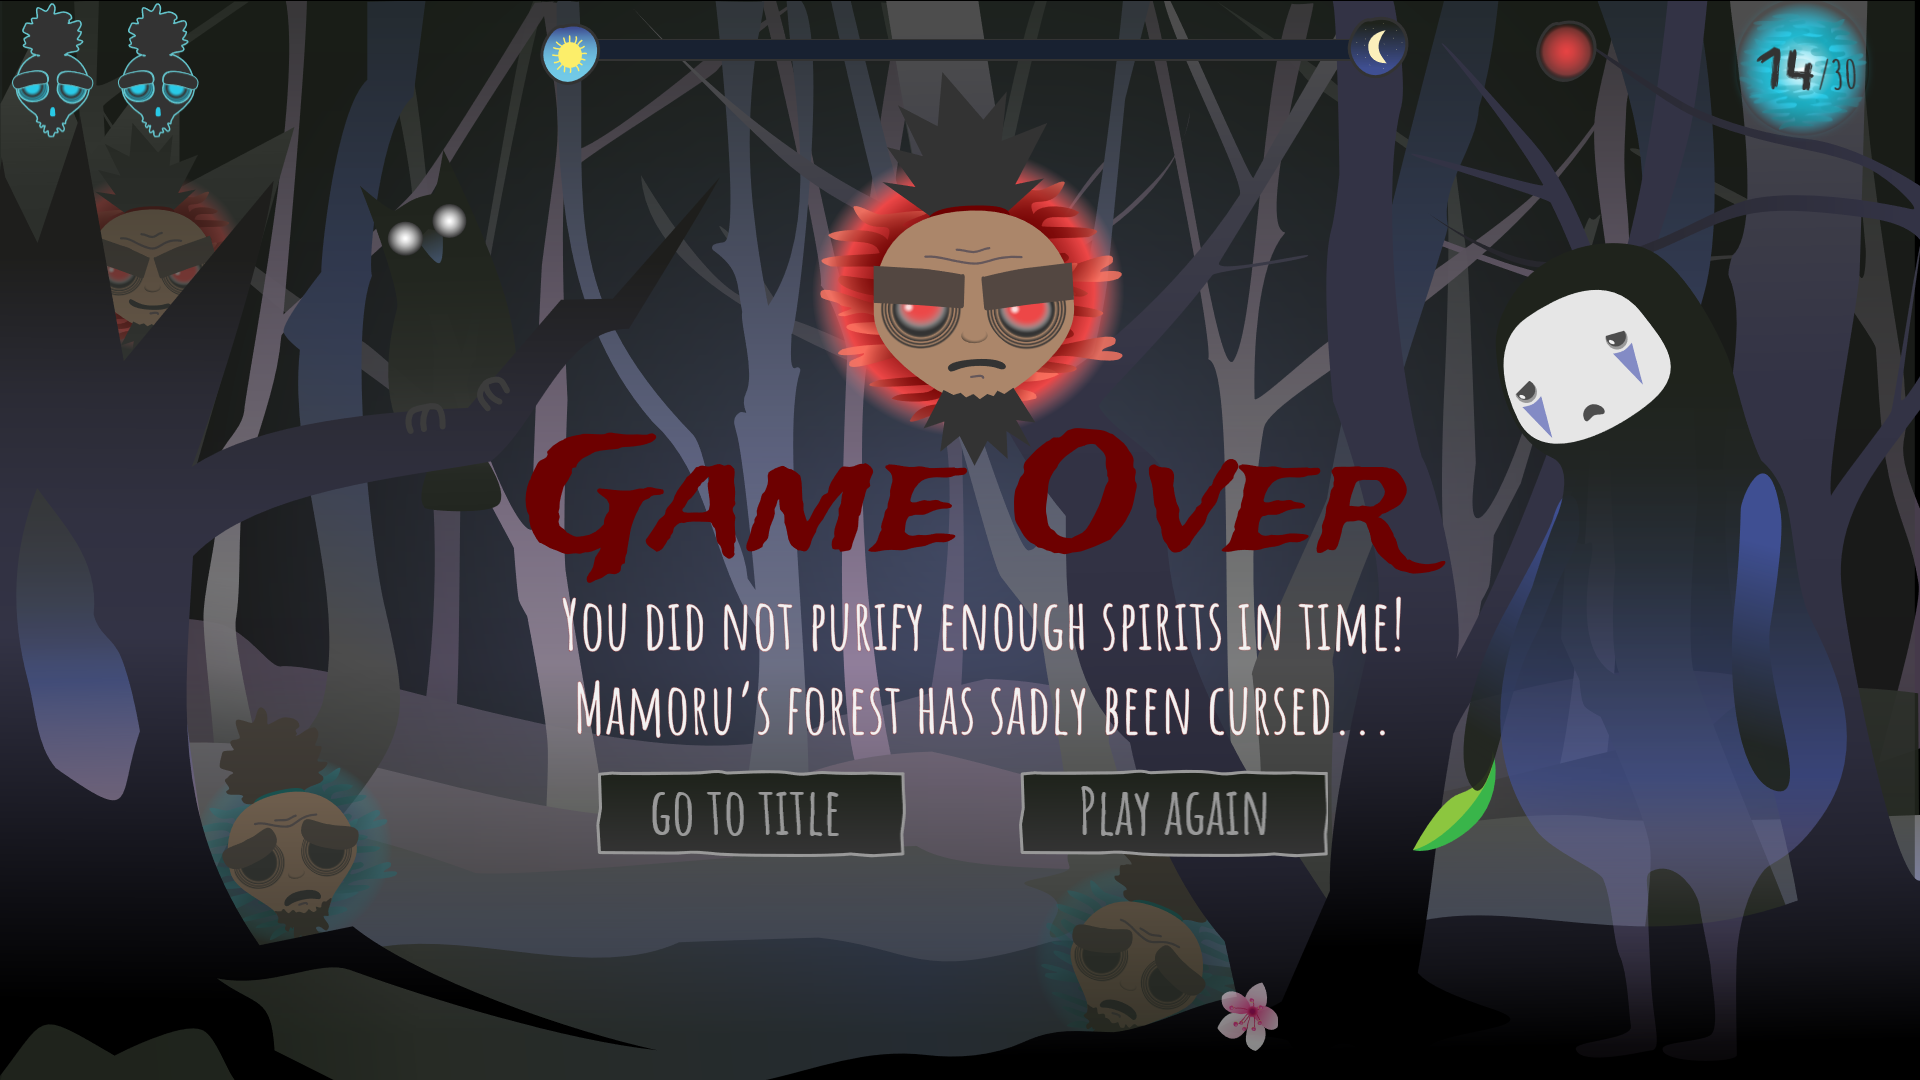 14/30
Game Over
You did not purify enough spirits in time!
Mamoru's forest has sadly been cursed...
Go to title
Play again